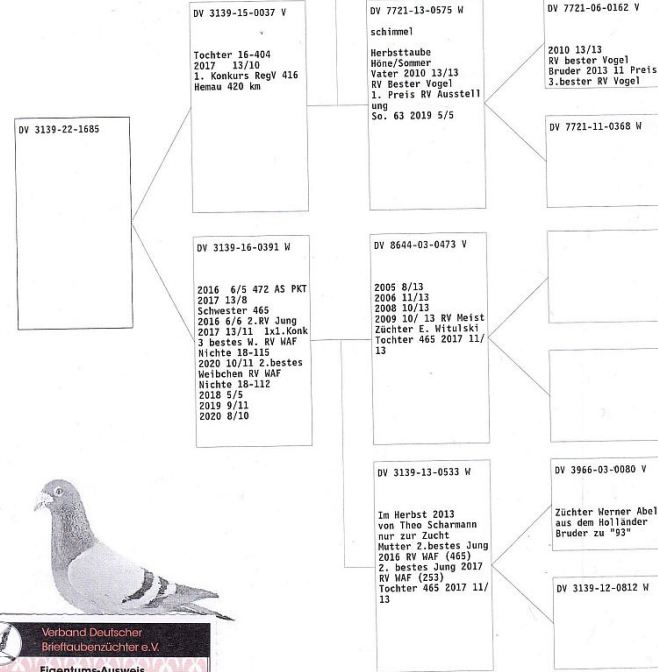 DV 3139-22-1685
DV 3139-15-0037 V
Tochter 16-404
2017 13/10
1. Konkurs RegV 416
Hemau 420 km
DV 3139-16-0391 W
2016 6/5 472 AS PKT
2017 13/8
Schwester 465
2016 6/6 2.RV Jung
2017 13/11 1x1.Konk
3 bestes W. RV WAF
Nichte 18-115
2020 10/11 2.bestes
Weibchen RV WAF
Nichte 18-112
2018 5/5
2019 9/11
2020 8/10
DV 7721-13-0575 W
schimmel
Herbsttaube
Höne/Sommer
Vater 2010 13/13
RV Bester Vogel
1. Preis RV Ausstell
ung
So. 63 2019 5/5
DV 8644-03-0473 V
2005 8/13
2006 11/13
2008 10/13
2009 10/ 13 RV Meist
Züchter E. Witulski
Tochter 465 2017 11/
13
DV 3139-13-0533 W
Im Herbst 2013
von Theo Scharmann
nur zur Zucht
Mutter 2.bestes Jung
2016 RV WAF (465)
2. bestes Jung 2017
RV WAF (253)
Tochter 465 2017 11/
13
DV 7721-06-0162 V
2010 13/13
RV bester Vogel
Bruder 2013 11 Preis
3.bester RV Vogel
DV 7721-11-0368 W
DV 3966-03-0080 V
Züchter Werner Abel
aus dem Holländer
Bruder zu "93"
DV 3139-12-0812 W
Verband Deutscher
Brieftaubenzüchter e.V.
Eigentums-Ausweis